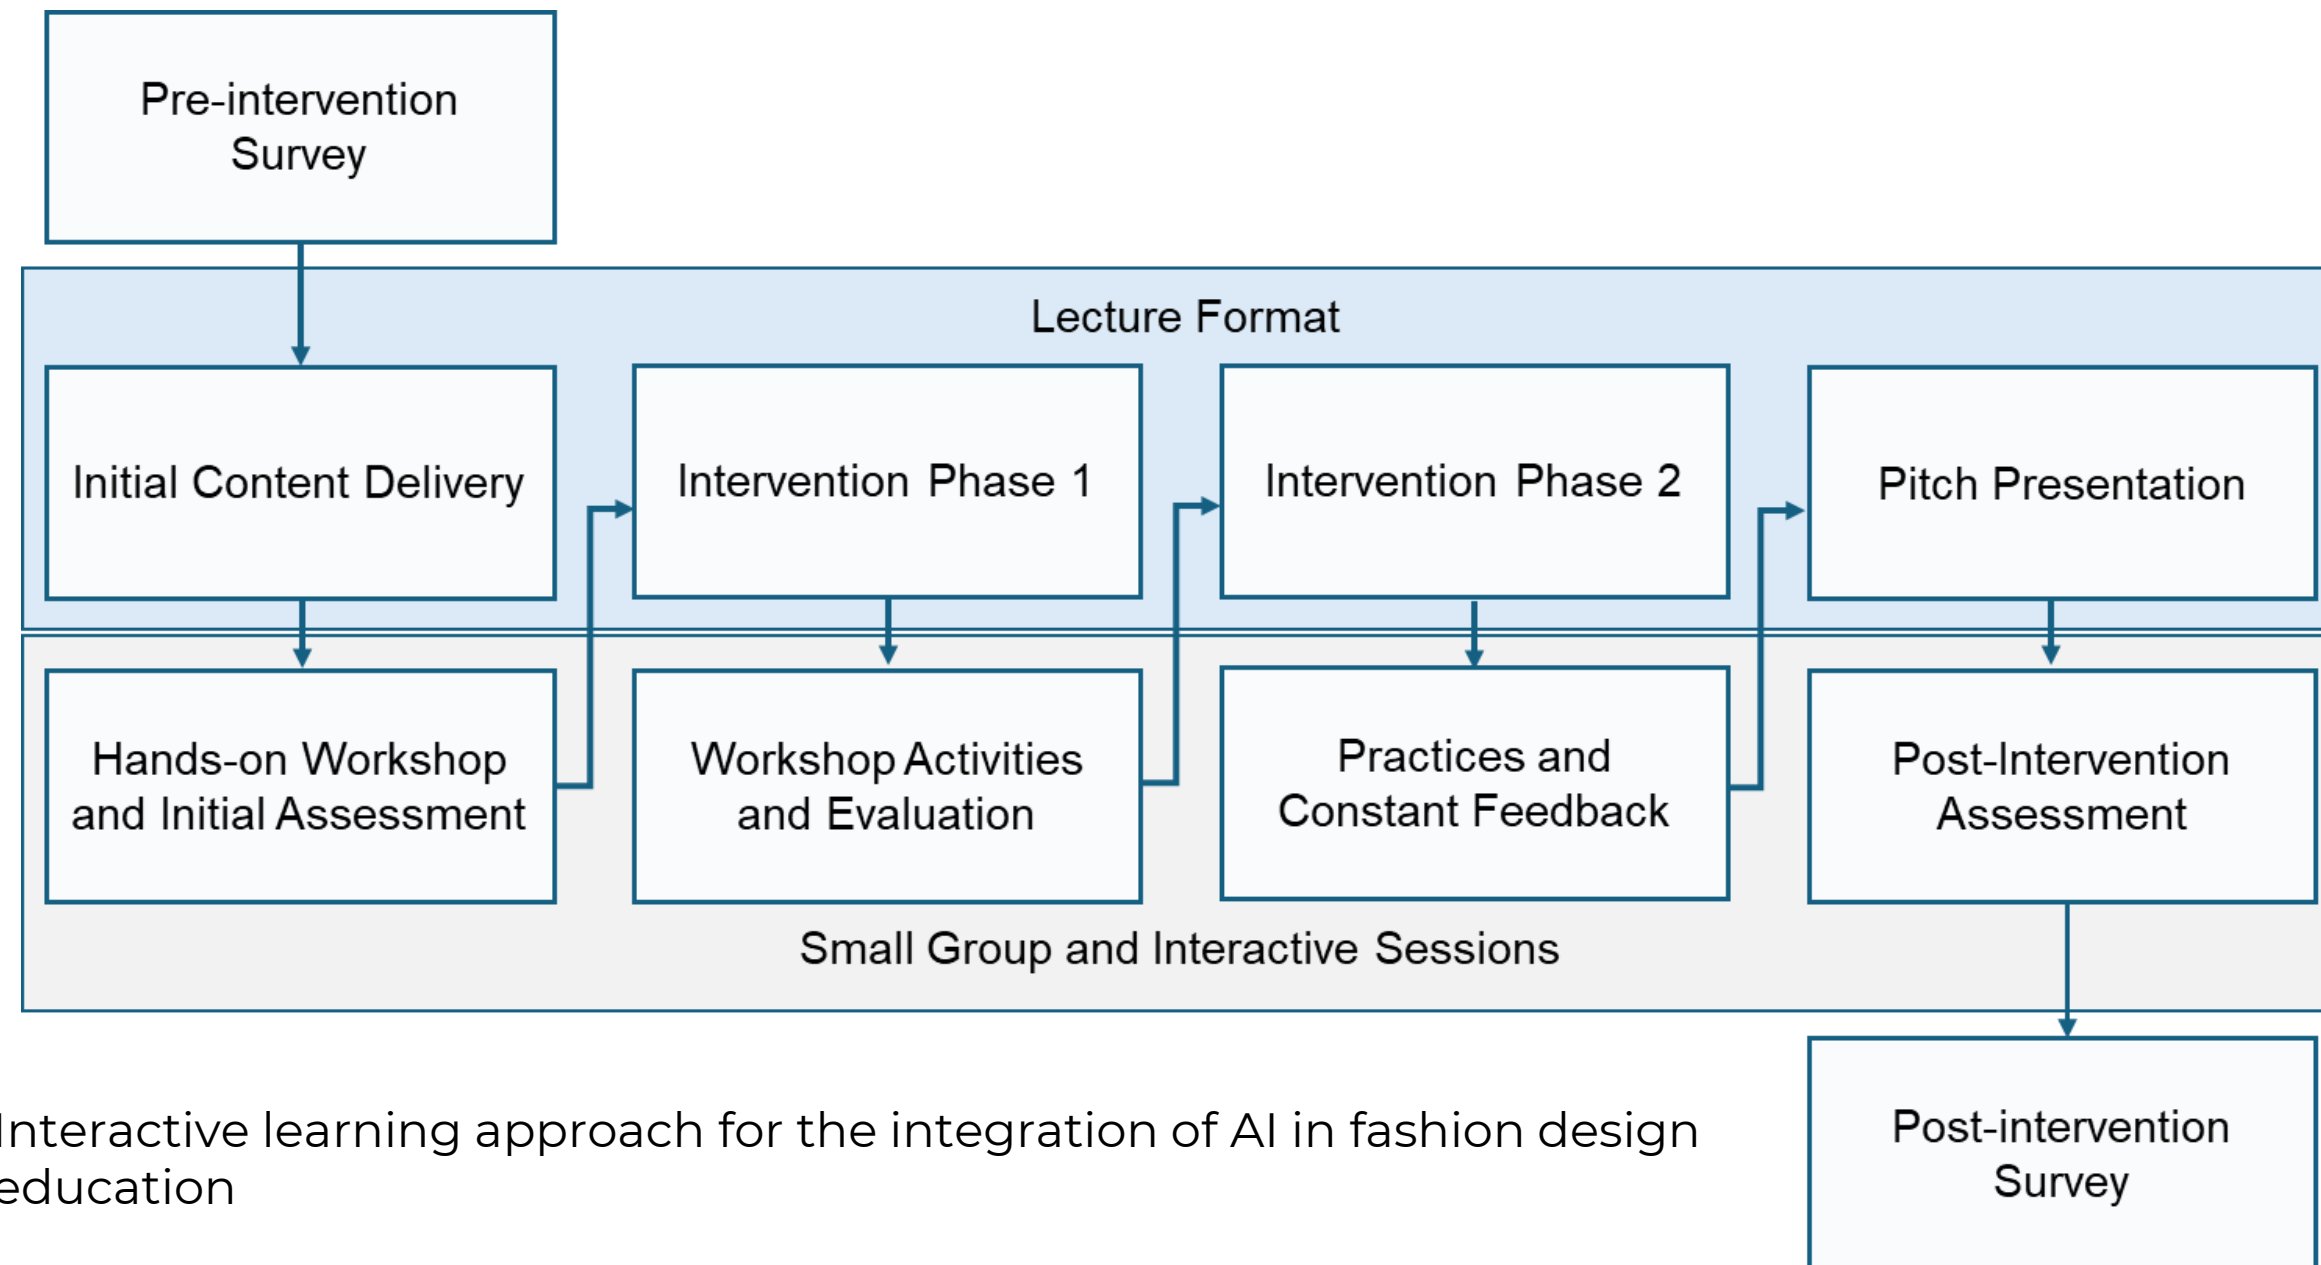 Pre-intervention
Survey
Lecture Format
Initial Content Delivery
Intervention Phase 1
Intervention Phase 2
Pitch Presentation
Hands-on Workshop
and Initial Assessment
Workshop Activities
and Evaluation
Practices and
Constant Feedback
Post-Intervention
Assessment
Small Group and Interactive Sessions
Post-intervention
Survey
Interactive learning approach for the integration of AI in fashion design
education